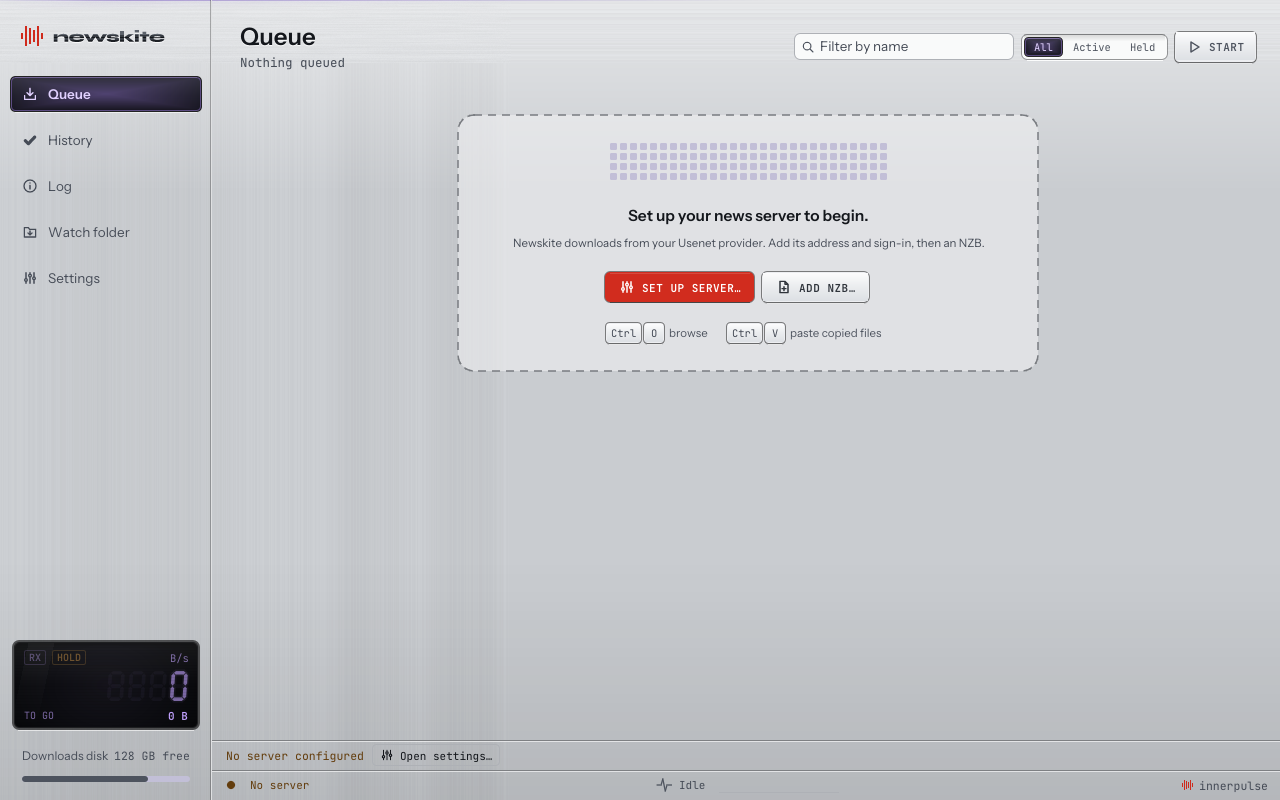 newskite
Queue
History
Log
Watch folder
Settings
RX HOLD B/s
0
TO GO 0 B
Downloads disk 128 GB free
Queue
Nothing queued
Filter by name
All Active Held
START
Set up your news server to begin.
Newskite downloads from your Usenet provider. Add its address and sign-in, then an NZB.
SET UP SERVER… ADD NZB…
Ctrl O browse Ctrl V paste copied files
No server configured Open settings…
No server Idle innerpulse